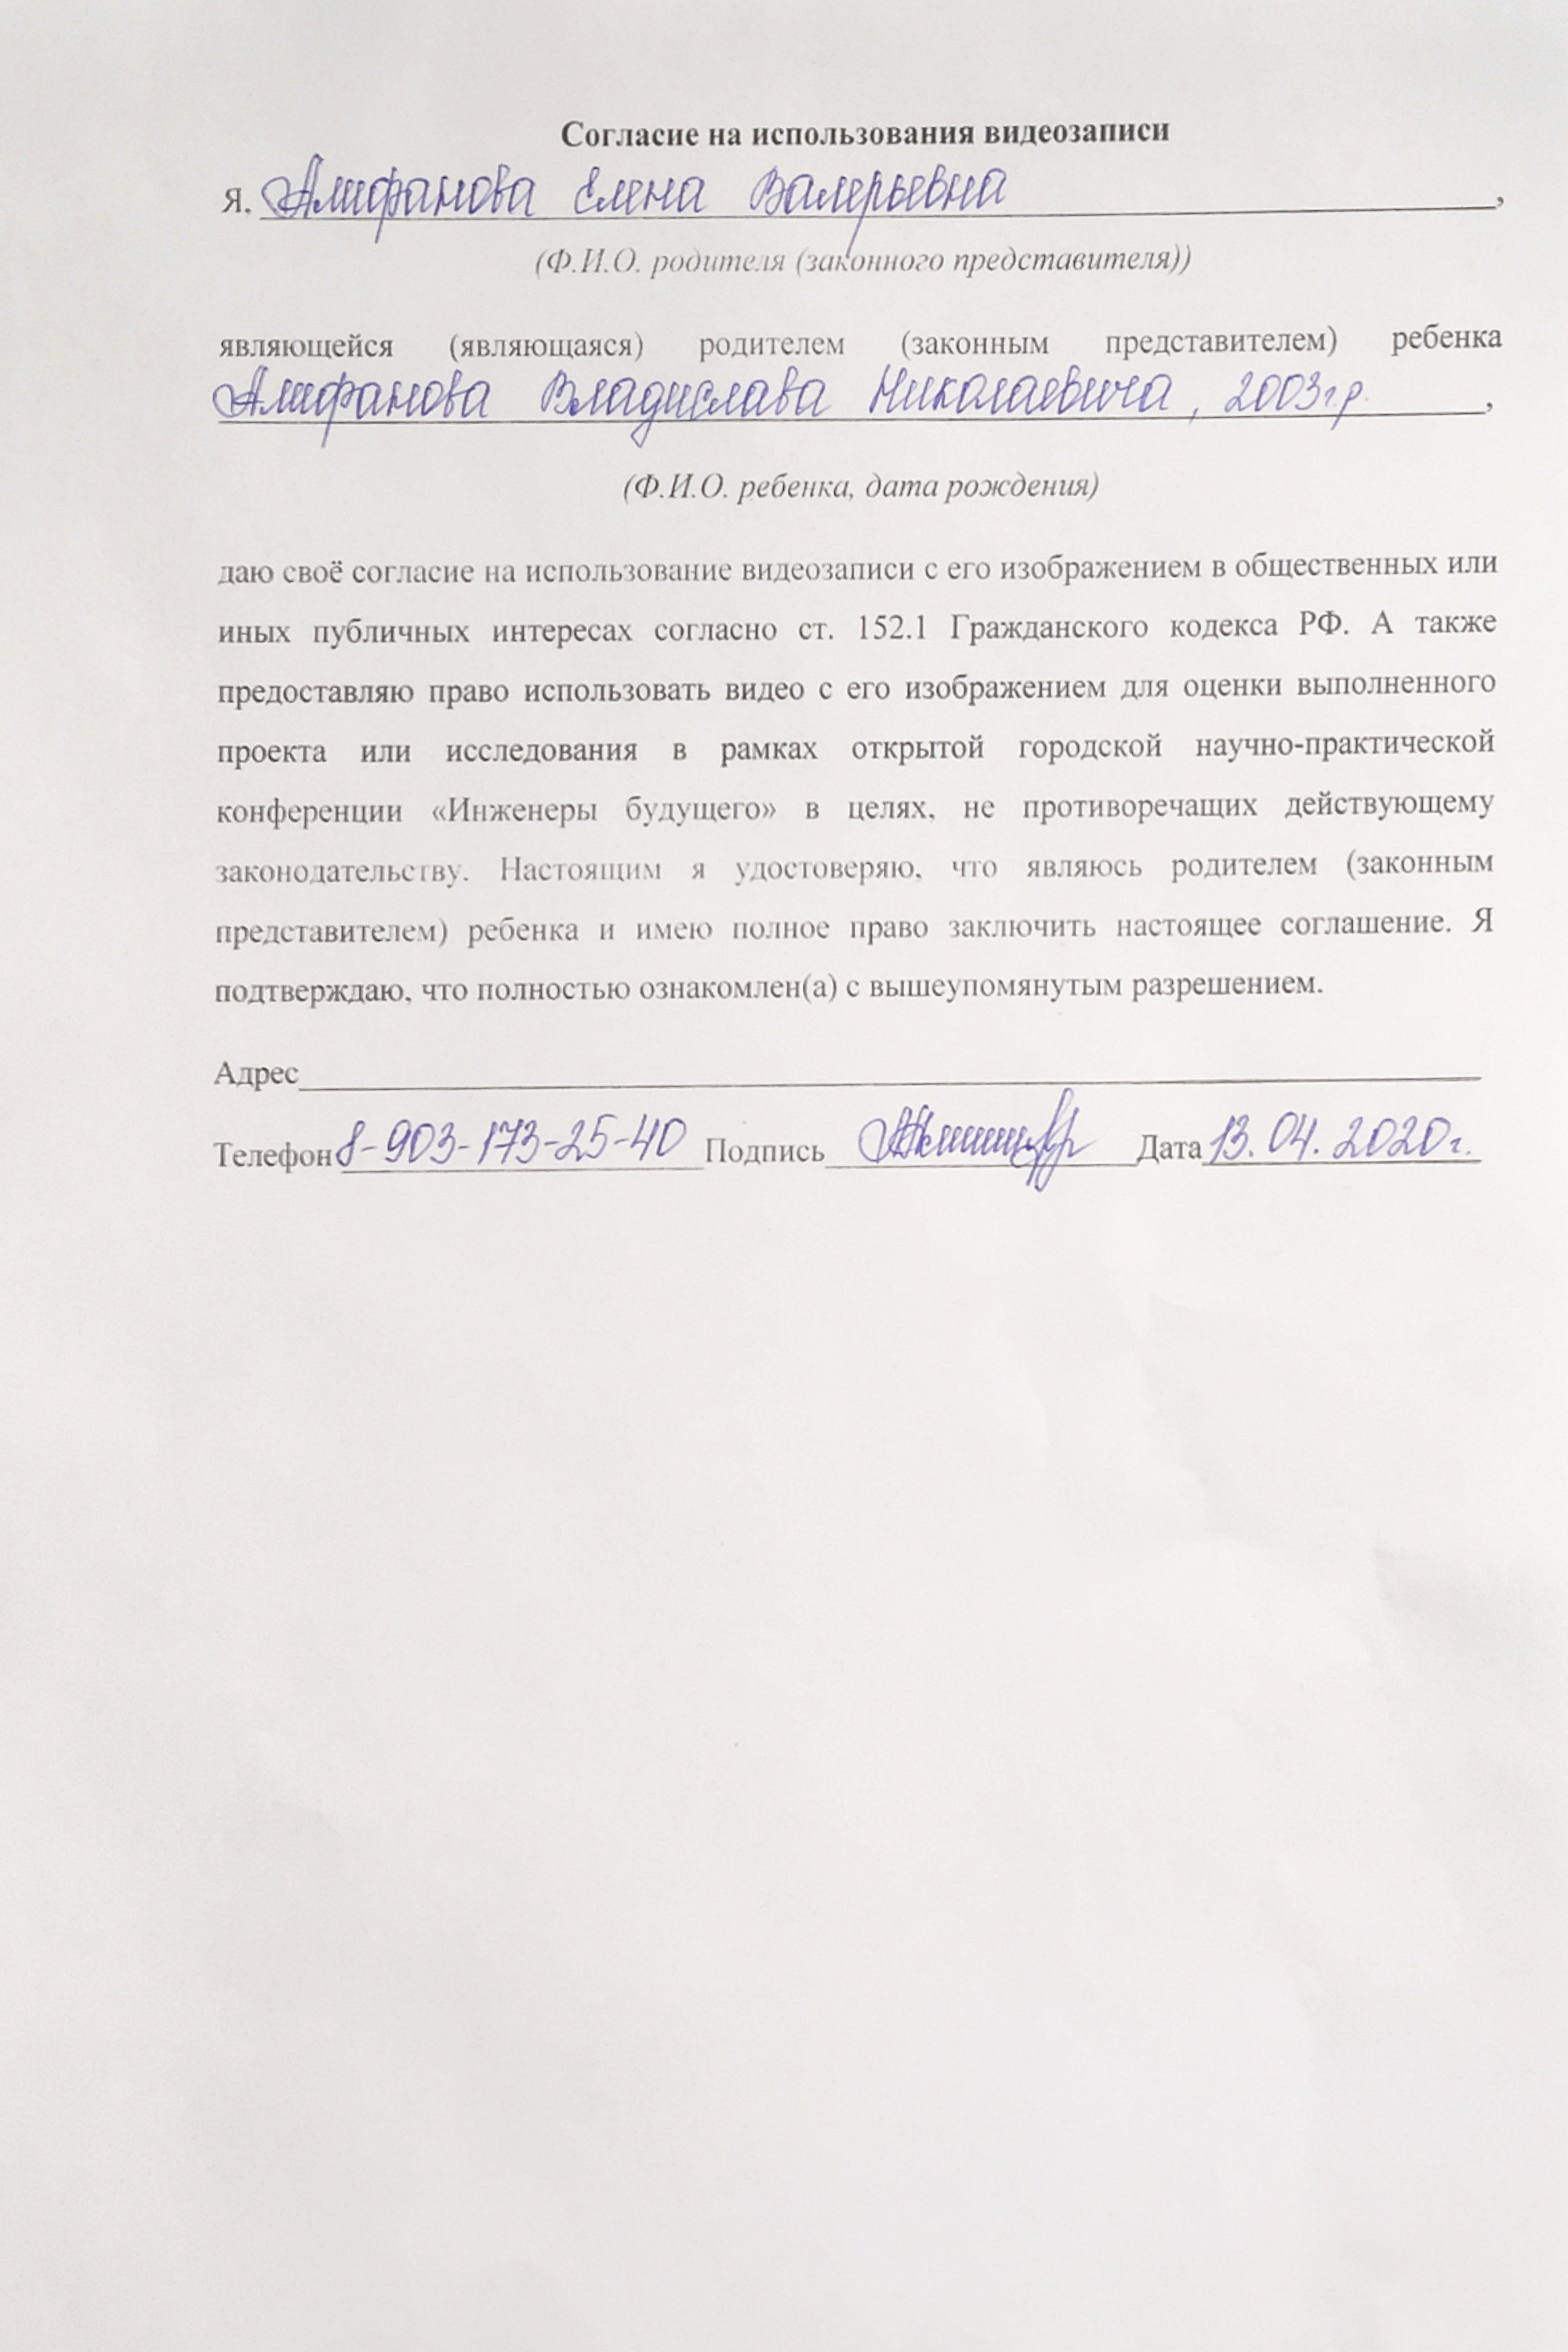 Согласие на использования видеозаписи
Я, Алифанова Елена Валерьевна,
(Ф.И.О. родителя (законного представителя))
являющейся (являющаяся) родителем (законным представителем) ребенка
Алифанова Владислава Николаевича, 2003г.р.,
(Ф.И.О. ребенка, дата рождения)
даю своё согласие на использование видеозаписи с его изображением в общественных или
иных публичных интересах согласно ст. 152.1 Гражданского кодекса РФ. А также
предоставляю право использовать видео с его изображением для оценки выполненного
проекта или исследования в рамках открытой городской научно-практической
конференции «Инженеры будущего» в целях, не противоречащих действующему
законодательству. Настоящим я удостоверяю, что являюсь родителем (законным
представителем) ребенка и имею полное право заключить настоящее соглашение. Я
подтверждаю, что полностью ознакомлен(а) с вышеупомянутым разрешением.
Адрес
Телефон 8-903-173-25-40 Подпись Дата 13.04.2020г.